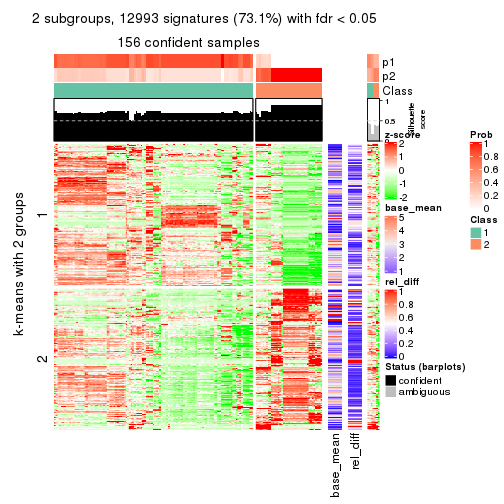 2 subgroups, 12993 signatures (73.1%) with fdr < 0.05
156 confident samples
p1
p2
Class
1
0.5
0
Silhouette
score
k-means with 2 groups
1
2
base_mean
rel_diff
z-score
2
1
0
-1
-2
base_mean
5
4
3
2
1
rel_diff
1
0.8
0.6
0.4
0.2
0
Status (barplots)
confident
ambiguous
Prob
1
0.8
0.6
0.4
0.2
0
Class
1
2